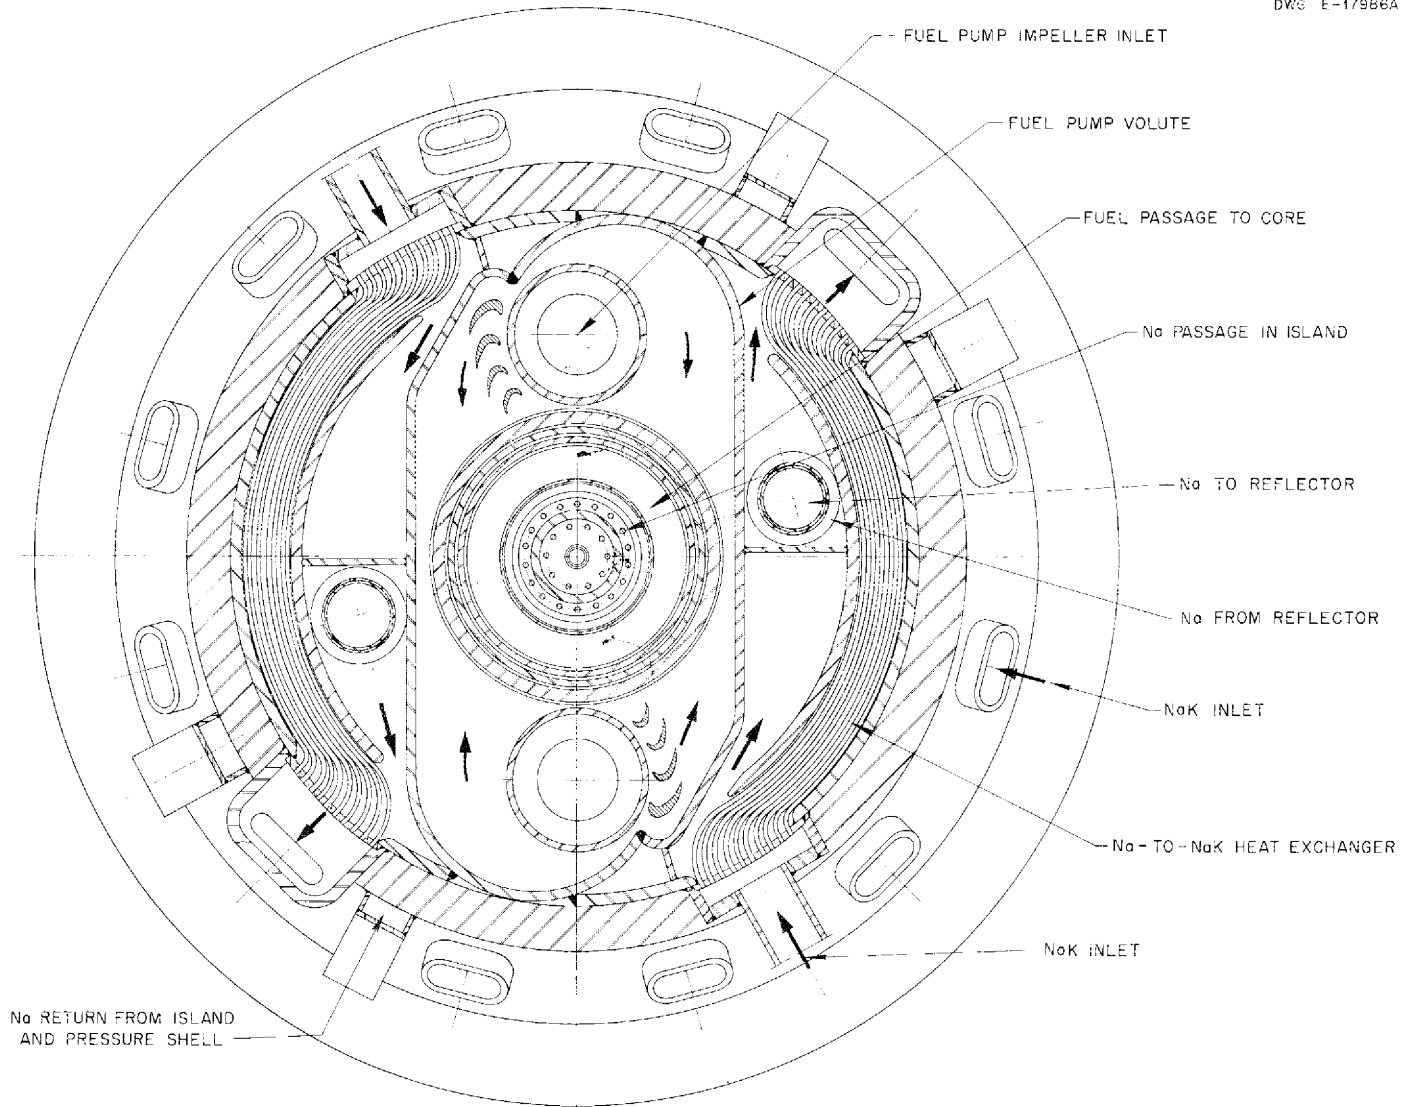 DWG E-17986A
FUEL PUMP IMPELLER INLET
FUEL PUMP VOLUTE
FUEL PASSAGE TO CORE
Na PASSAGE IN ISLAND
Na TO REFLECTOR
Na FROM REFLECTOR
NaK INLET
Na-TO-NaK HEAT EXCHANGER
NaK INLET
Na RETURN FROM ISLAND
AND PRESSURE SHELL